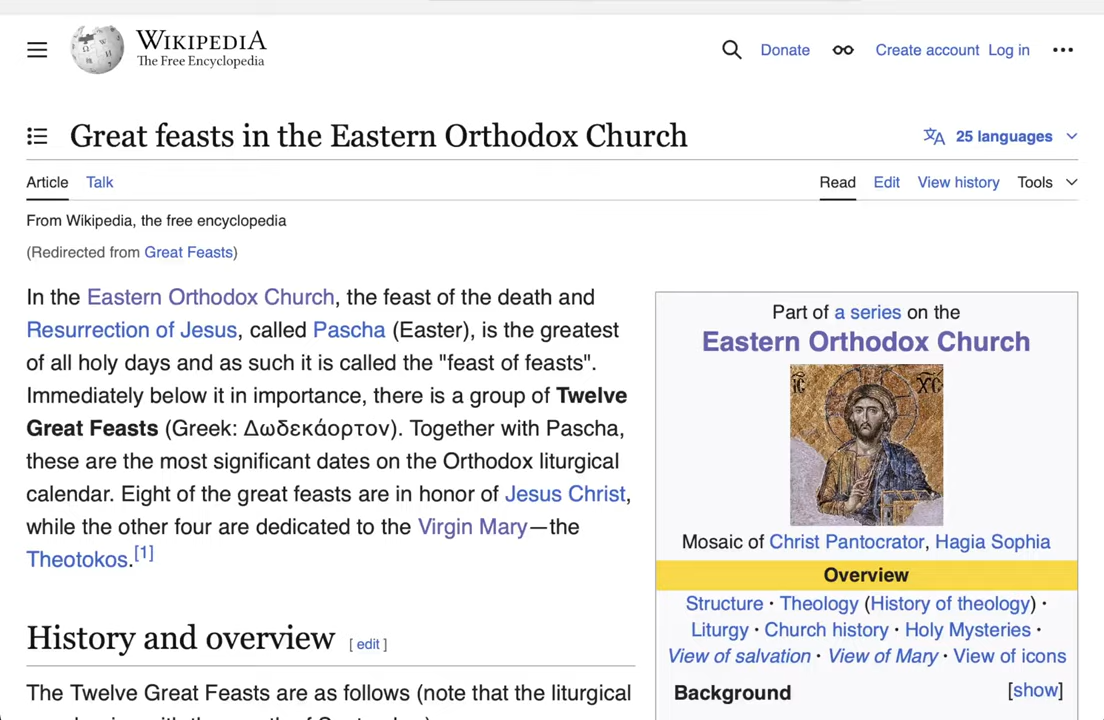 WIKIPEDIA
The Free Encyclopedia
Donate
Create account
Log in
Great feasts in the Eastern Orthodox Church
25 languages
Article
Talk
Read
Edit
View history
Tools
From Wikipedia, the free encyclopedia
(Redirected from Great Feasts)
In the Eastern Orthodox Church, the feast of the death and
Resurrection of Jesus, called Pascha (Easter), is the greatest
of all holy days and as such it is called the "feast of feasts".
Immediately below it in importance, there is a group of Twelve
Great Feasts (Greek: Δωδεκάορτον). Together with Pascha,
these are the most significant dates on the Orthodox liturgical
calendar. Eight of the great feasts are in honor of Jesus Christ,
while the other four are dedicated to the Virgin Mary—the
Theotokos.[1]
History and overview [ edit ]
The Twelve Great Feasts are as follows (note that the liturgical
Part of a series on the
Eastern Orthodox Church
IC XC
Mosaic of Christ Pantocrator, Hagia Sophia
Overview
Structure · Theology (History of theology) ·
Liturgy · Church history · Holy Mysteries ·
View of salvation · View of Mary · View of icons
Background [show]